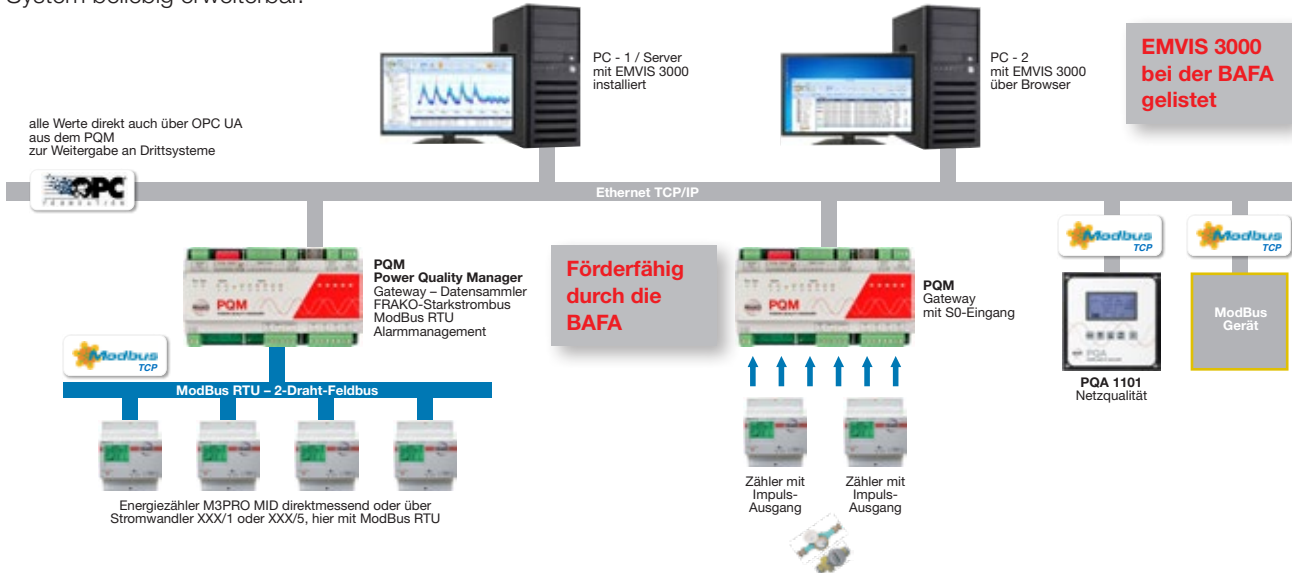 System beliebig erweiterbar.
PC - 1 / Server
mit EMVIS 3000
installiert
PC - 2
mit EMVIS 3000
über Browser
EMVIS 3000
bei der BAFA
gelistet
alle Werte direkt auch über OPC UA
aus dem PQM
zur Weitergabe an Drittsysteme
OPC
FOUNDATION
Ethernet TCP/IP
PQM
PQM
Power Quality Manager
Gateway – Datensammler
FRAKO-Starkstrombus
ModBus RTU
Alarmmanagement
Förderfähig
durch die
BAFA
PQM
PQM
Gateway
mit S0-Eingang
Modbus
TCP
Modbus
TCP
PQA
PQA 1101
Netzqualität
ModBus
Gerät
Modbus
TCP
ModBus RTU – 2-Draht-Feldbus
Energiezähler M3PRO MID direktmessend oder über
Stromwandler XXX/1 oder XXX/5, hier mit ModBus RTU
Zähler mit
Impuls-
Ausgang
Zähler mit
Impuls-
Ausgang